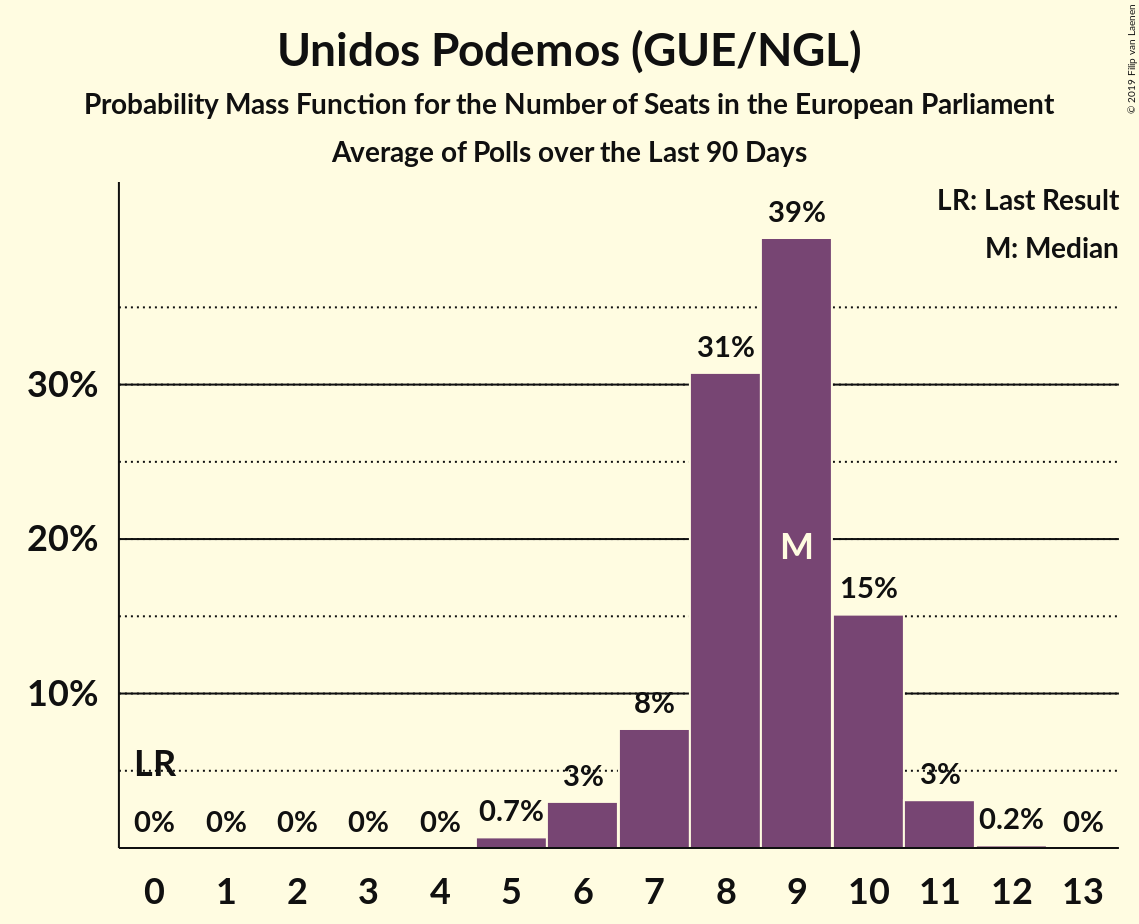 Unidos Podemos (GUE/NGL)
Probability Mass Function for the Number of Seats in the European Parliament
Average of Polls over the Last 90 Days
© 2019 Filip van Laenen
LR: Last Result
M: Median
39%
31%
30%
20%
M
15%
10%
8%
LR
3%
3%
0%
0%
0%
0%
0%
0.7%
0.2%
0%
0 1 2 3 4 5 6 7 8 9 10 11 12 13